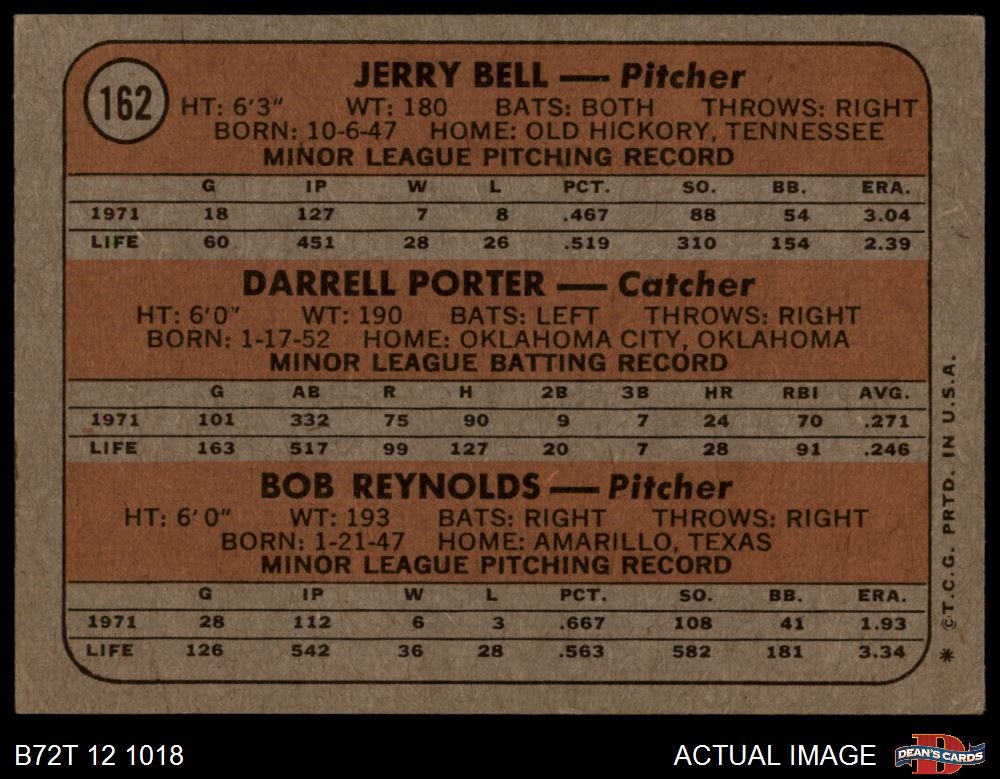 162
JERRY BELL — Pitcher
HT: 6'3" WT: 180 BATS: BOTH THROWS: RIGHT
BORN: 10-6-47 HOME: OLD HICKORY, TENNESSEE
MINOR LEAGUE PITCHING RECORD
G IP W L PCT. SO. BB. ERA.
1971 18 127 7 8 .467 88 54 3.04
LIFE 60 451 28 26 .519 310 154 2.39
DARRELL PORTER — Catcher
HT: 6'0" WT: 190 BATS: LEFT THROWS: RIGHT
BORN: 1-17-52 HOME: OKLAHOMA CITY, OKLAHOMA
MINOR LEAGUE BATTING RECORD
G AB R H 2B 3B HR RBI AVG.
1971 101 332 75 90 9 7 24 70 .271
LIFE 163 517 99 127 20 7 28 91 .246
BOB REYNOLDS — Pitcher
HT: 6'0" WT: 193 BATS: RIGHT THROWS: RIGHT
BORN: 1-21-47 HOME: AMARILLO, TEXAS
MINOR LEAGUE PITCHING RECORD
G IP W L PCT. SO. BB. ERA.
1971 28 112 6 3 .667 108 41 1.93
LIFE 126 542 36 28 .563 582 181 3.34
* ©T.C.G. PRTD. IN U.S.A.
B72T 12 1018
ACTUAL IMAGE
D
DEAN'S CARDS